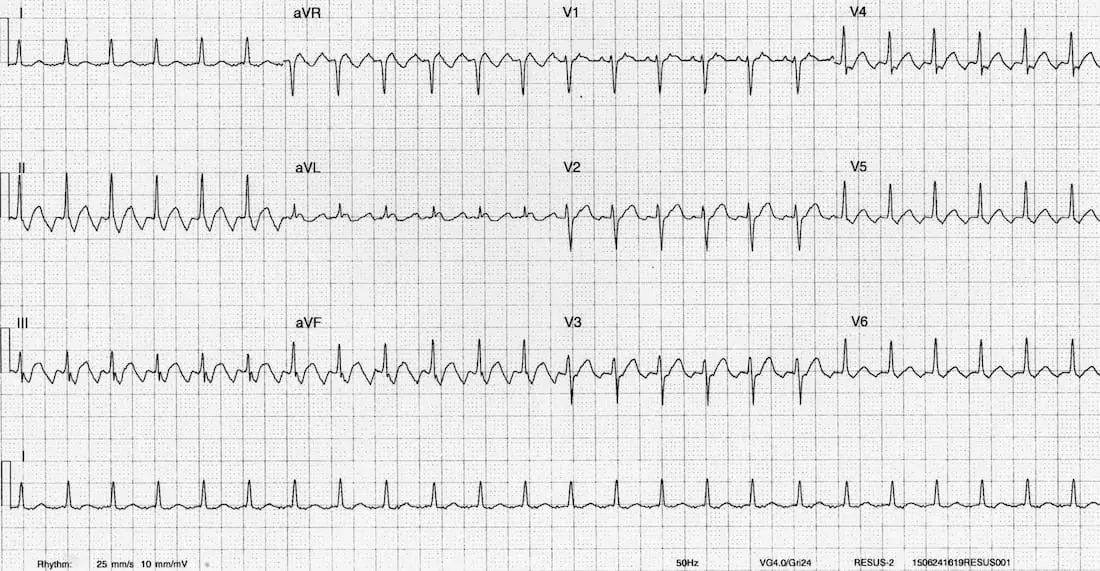 I aVR V1 V4
II aVL V2 V5
III aVF V3 V6
I
Rhythm: 25 mm/s 10 mm/mV 50Hz VG4.0/Gri24 RESUS-2 1506241619RESUS001